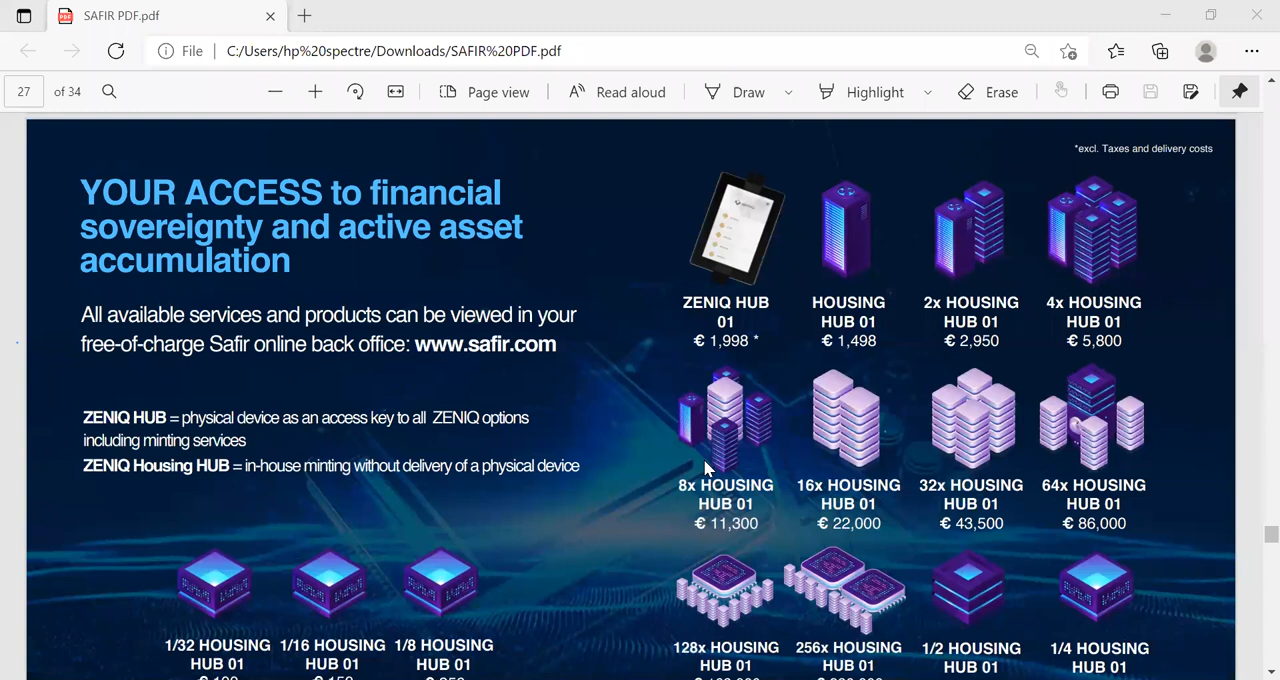 SAFIR PDF.pdf
File
C:/Users/hp%20spectre/Downloads/SAFIR%20PDF.pdf
27
of 34
Page view
Read aloud
Draw
Highlight
Erase
*excl. Taxes and delivery costs
YOUR ACCESS to financial
sovereignty and active asset
accumulation
All available services and products can be viewed in your
free-of-charge Safir online back office: www.safir.com
ZENIQ HUB = physical device as an access key to all ZENIQ options
including minting services
ZENIQ Housing HUB = in-house minting without delivery of a physical device
ZENIQ HUB
01
€ 1,998 *
HOUSING
HUB 01
€ 1,498
2x HOUSING
HUB 01
€ 2,950
4x HOUSING
HUB 01
€ 5,800
8x HOUSING
HUB 01
€ 11,300
16x HOUSING
HUB 01
€ 22,000
32x HOUSING
HUB 01
€ 43,500
64x HOUSING
HUB 01
€ 86,000
1/32 HOUSING
HUB 01
1/16 HOUSING
HUB 01
1/8 HOUSING
HUB 01
128x HOUSING
HUB 01
256x HOUSING
HUB 01
1/2 HOUSING
HUB 01
1/4 HOUSING
HUB 01